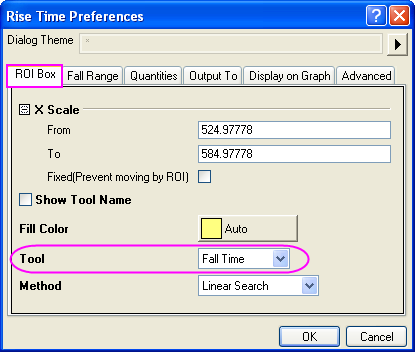 Rise Time Preferences
Dialog Theme *
ROI Box Fall Range Quantities Output To Display on Graph Advanced
X Scale
From 524.97778
To 584.97778
Fixed(Prevent moving by ROI)
Show Tool Name
Fill Color Auto
Tool Fall Time
Method Linear Search
OK Cancel